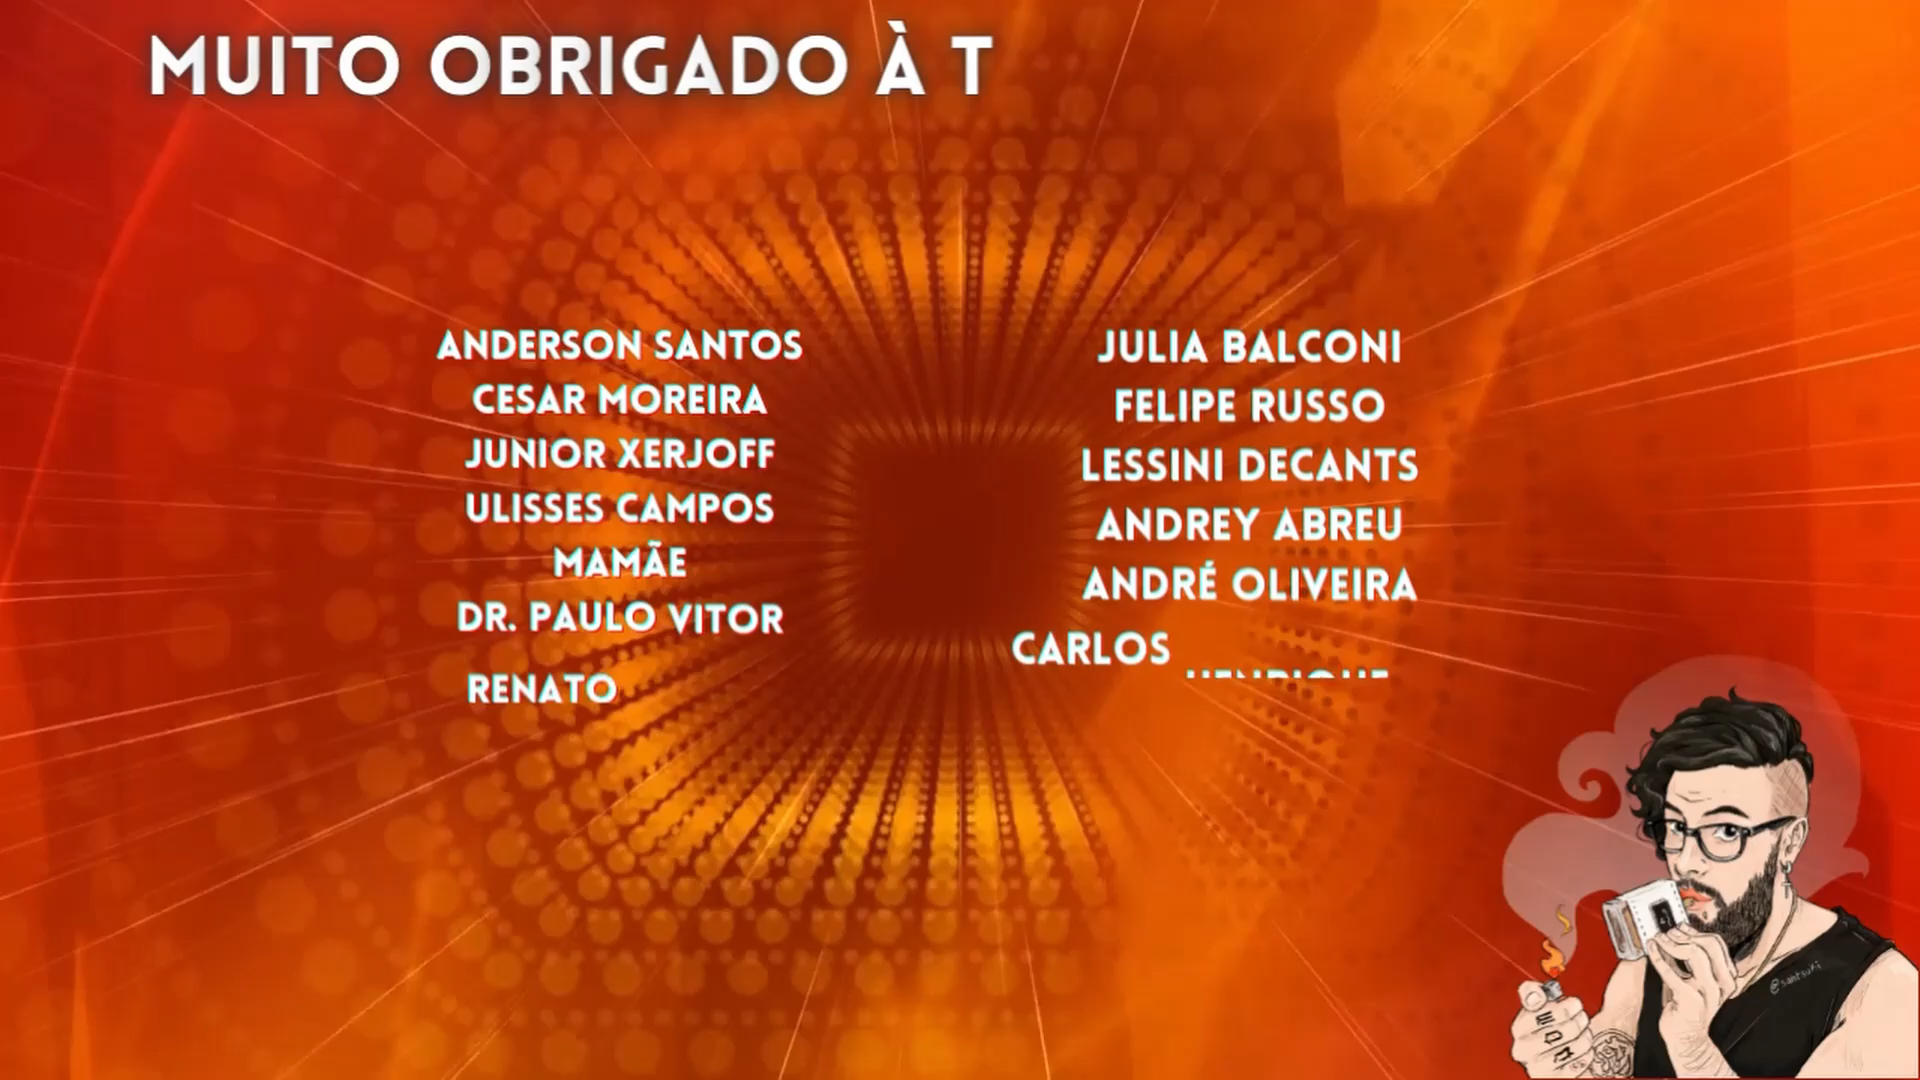 MUITO OBRIGADO À T
ANDERSON SANTOS
CESAR MOREIRA
JUNIOR XERJOFF
ULISSES CAMPOS
MAMÃE
DR. PAULO VITOR
RENATO
JULIA BALCONI
FELIPE RUSSO
LESSINI DECANTS
ANDREY ABREU
ANDRÉ OLIVEIRA
CARLOS
@santsuki